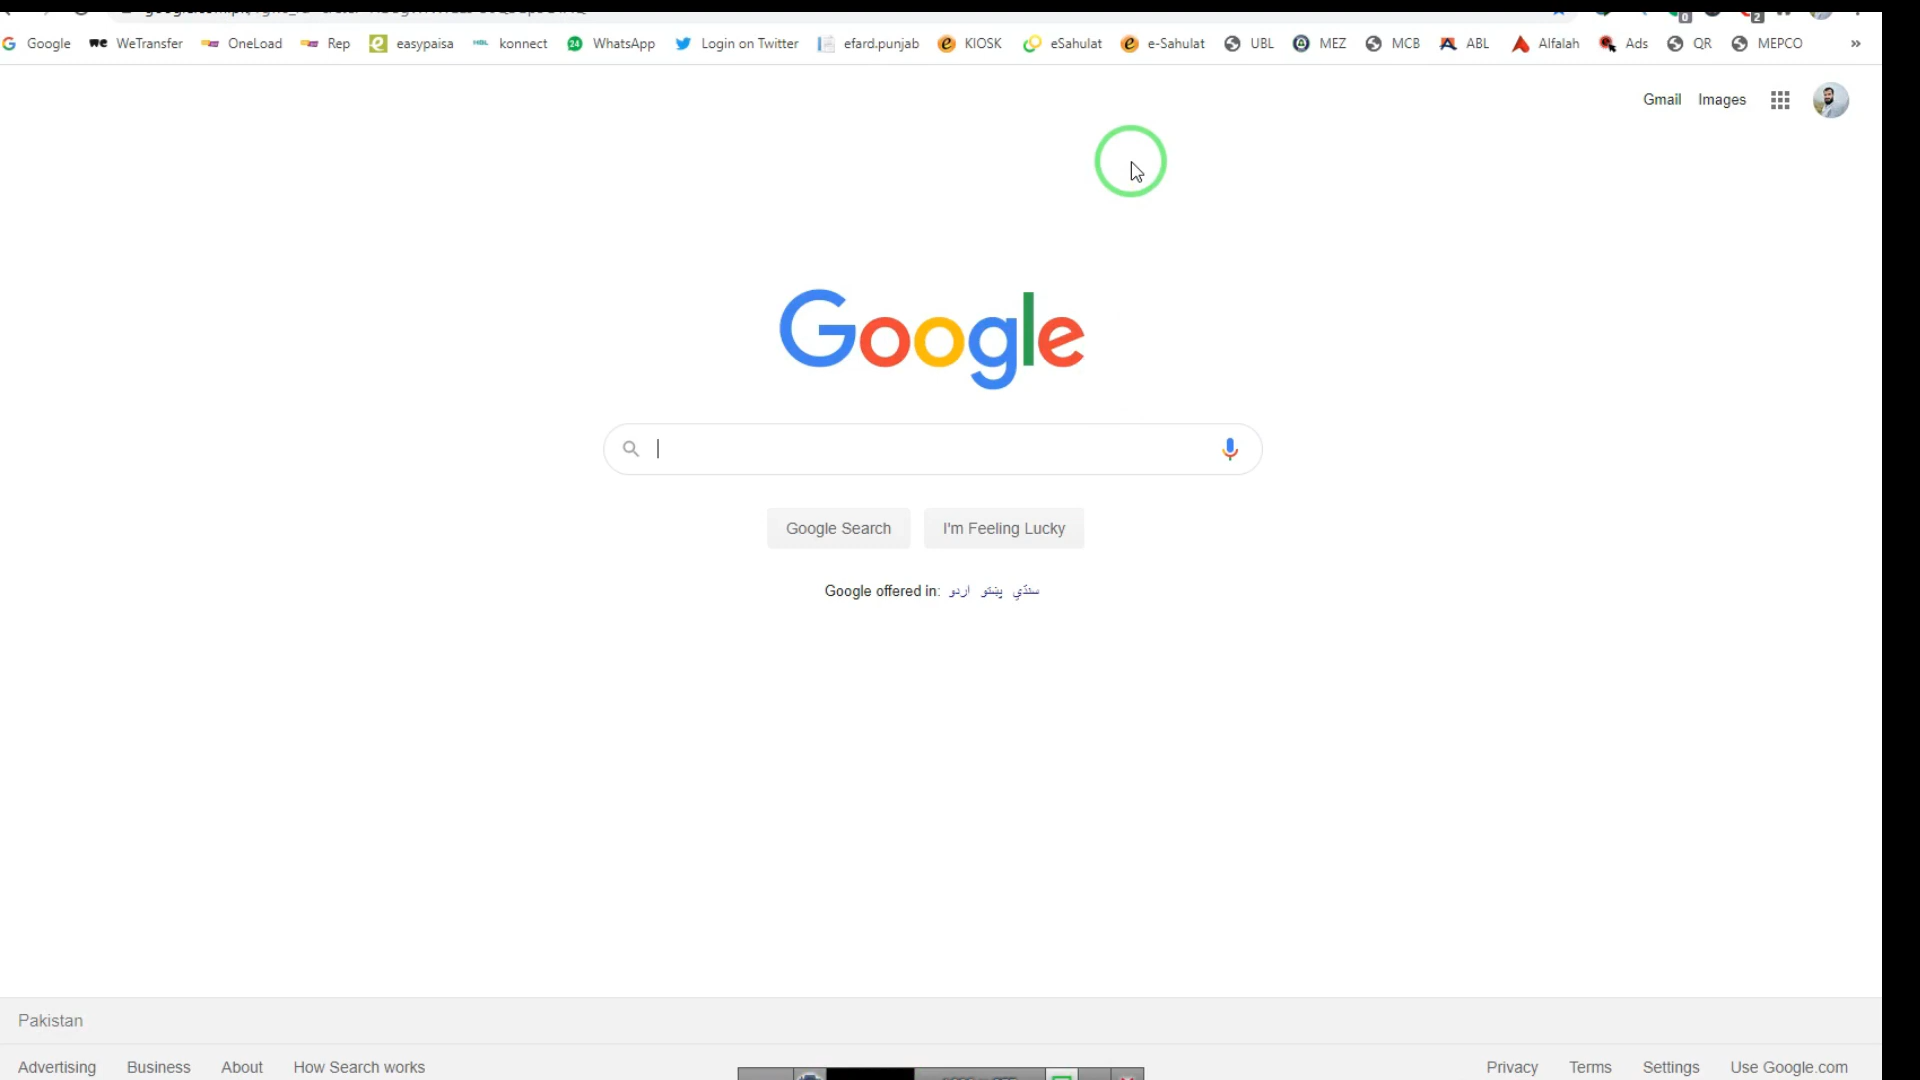 Google WeTransfer OneLoad Rep easypaisa HBL konnect 24 WhatsApp Login on Twitter efard.punjab KIOSK eSahulat e-Sahulat UBL MEZ MCB ABL Alfalah Ads QR MEPCO »
Gmail Images
Google
Google Search I'm Feeling Lucky
Google offered in: اردو پښتو سنڌي
Pakistan
Advertising Business About How Search works Privacy Terms Settings Use Google.com